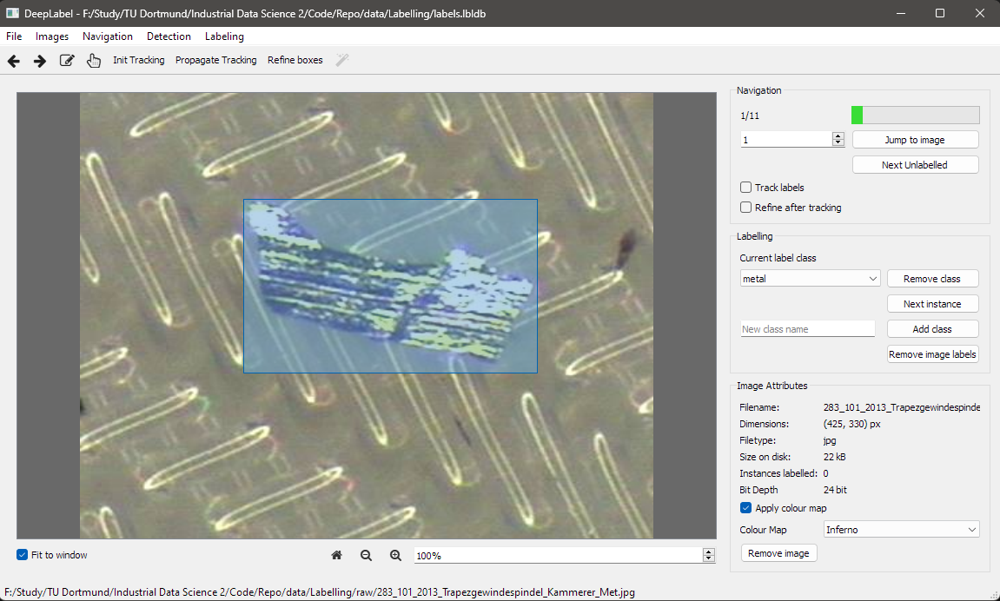 DeepLabel - F:/Study/TU Dortmund/Industrial Data Science 2/Code/Repo/data/Labelling/labels.lbldb
File Images Navigation Detection Labeling
Init Tracking Propagate Tracking Refine boxes
Navigation
1/11
1 Jump to image
Next Unlabelled
Track labels
Refine after tracking
Labelling
Current label class
metal Remove class
Next instance
New class name Add class
Remove image labels
Image Attributes
Filename: 283_101_2013_Trapezgewindespinde
Dimensions: (425, 330) px
Filetype: jpg
Size on disk: 22 kB
Instances labelled: 0
Bit Depth 24 bit
Apply colour map
Colour Map Inferno
Remove image
Fit to window 100%
F:/Study/TU Dortmund/Industrial Data Science 2/Code/Repo/data/Labelling/raw/283_101_2013_Trapezgewindespindel_Kammerer_Met.jpg